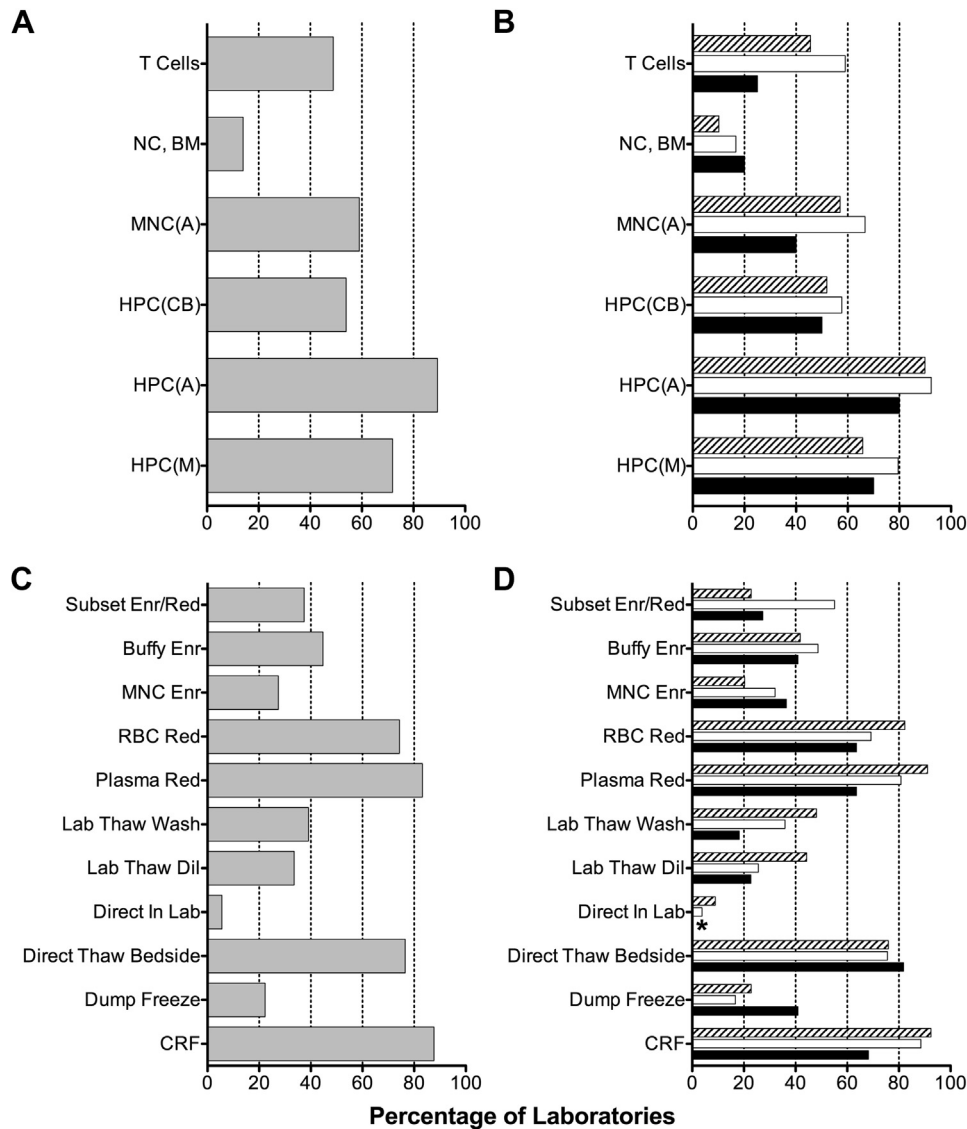 A
T Cells
NC, BM
MNC(A)
HPC(CB)
HPC(A)
HPC(M)
0 20 40 60 80 100
B
T Cells
NC, BM
MNC(A)
HPC(CB)
HPC(A)
HPC(M)
0 20 40 60 80 100
C
Subset Enr/Red
Buffy Enr
MNC Enr
RBC Red
Plasma Red
Lab Thaw Wash
Lab Thaw Dil
Direct In Lab
Direct Thaw Bedside
Dump Freeze
CRF
0 20 40 60 80 100
D
Subset Enr/Red
Buffy Enr
MNC Enr
RBC Red
Plasma Red
Lab Thaw Wash
Lab Thaw Dil
Direct In Lab
*
Direct Thaw Bedside
Dump Freeze
CRF
0 20 40 60 80 100
Percentage of Laboratories